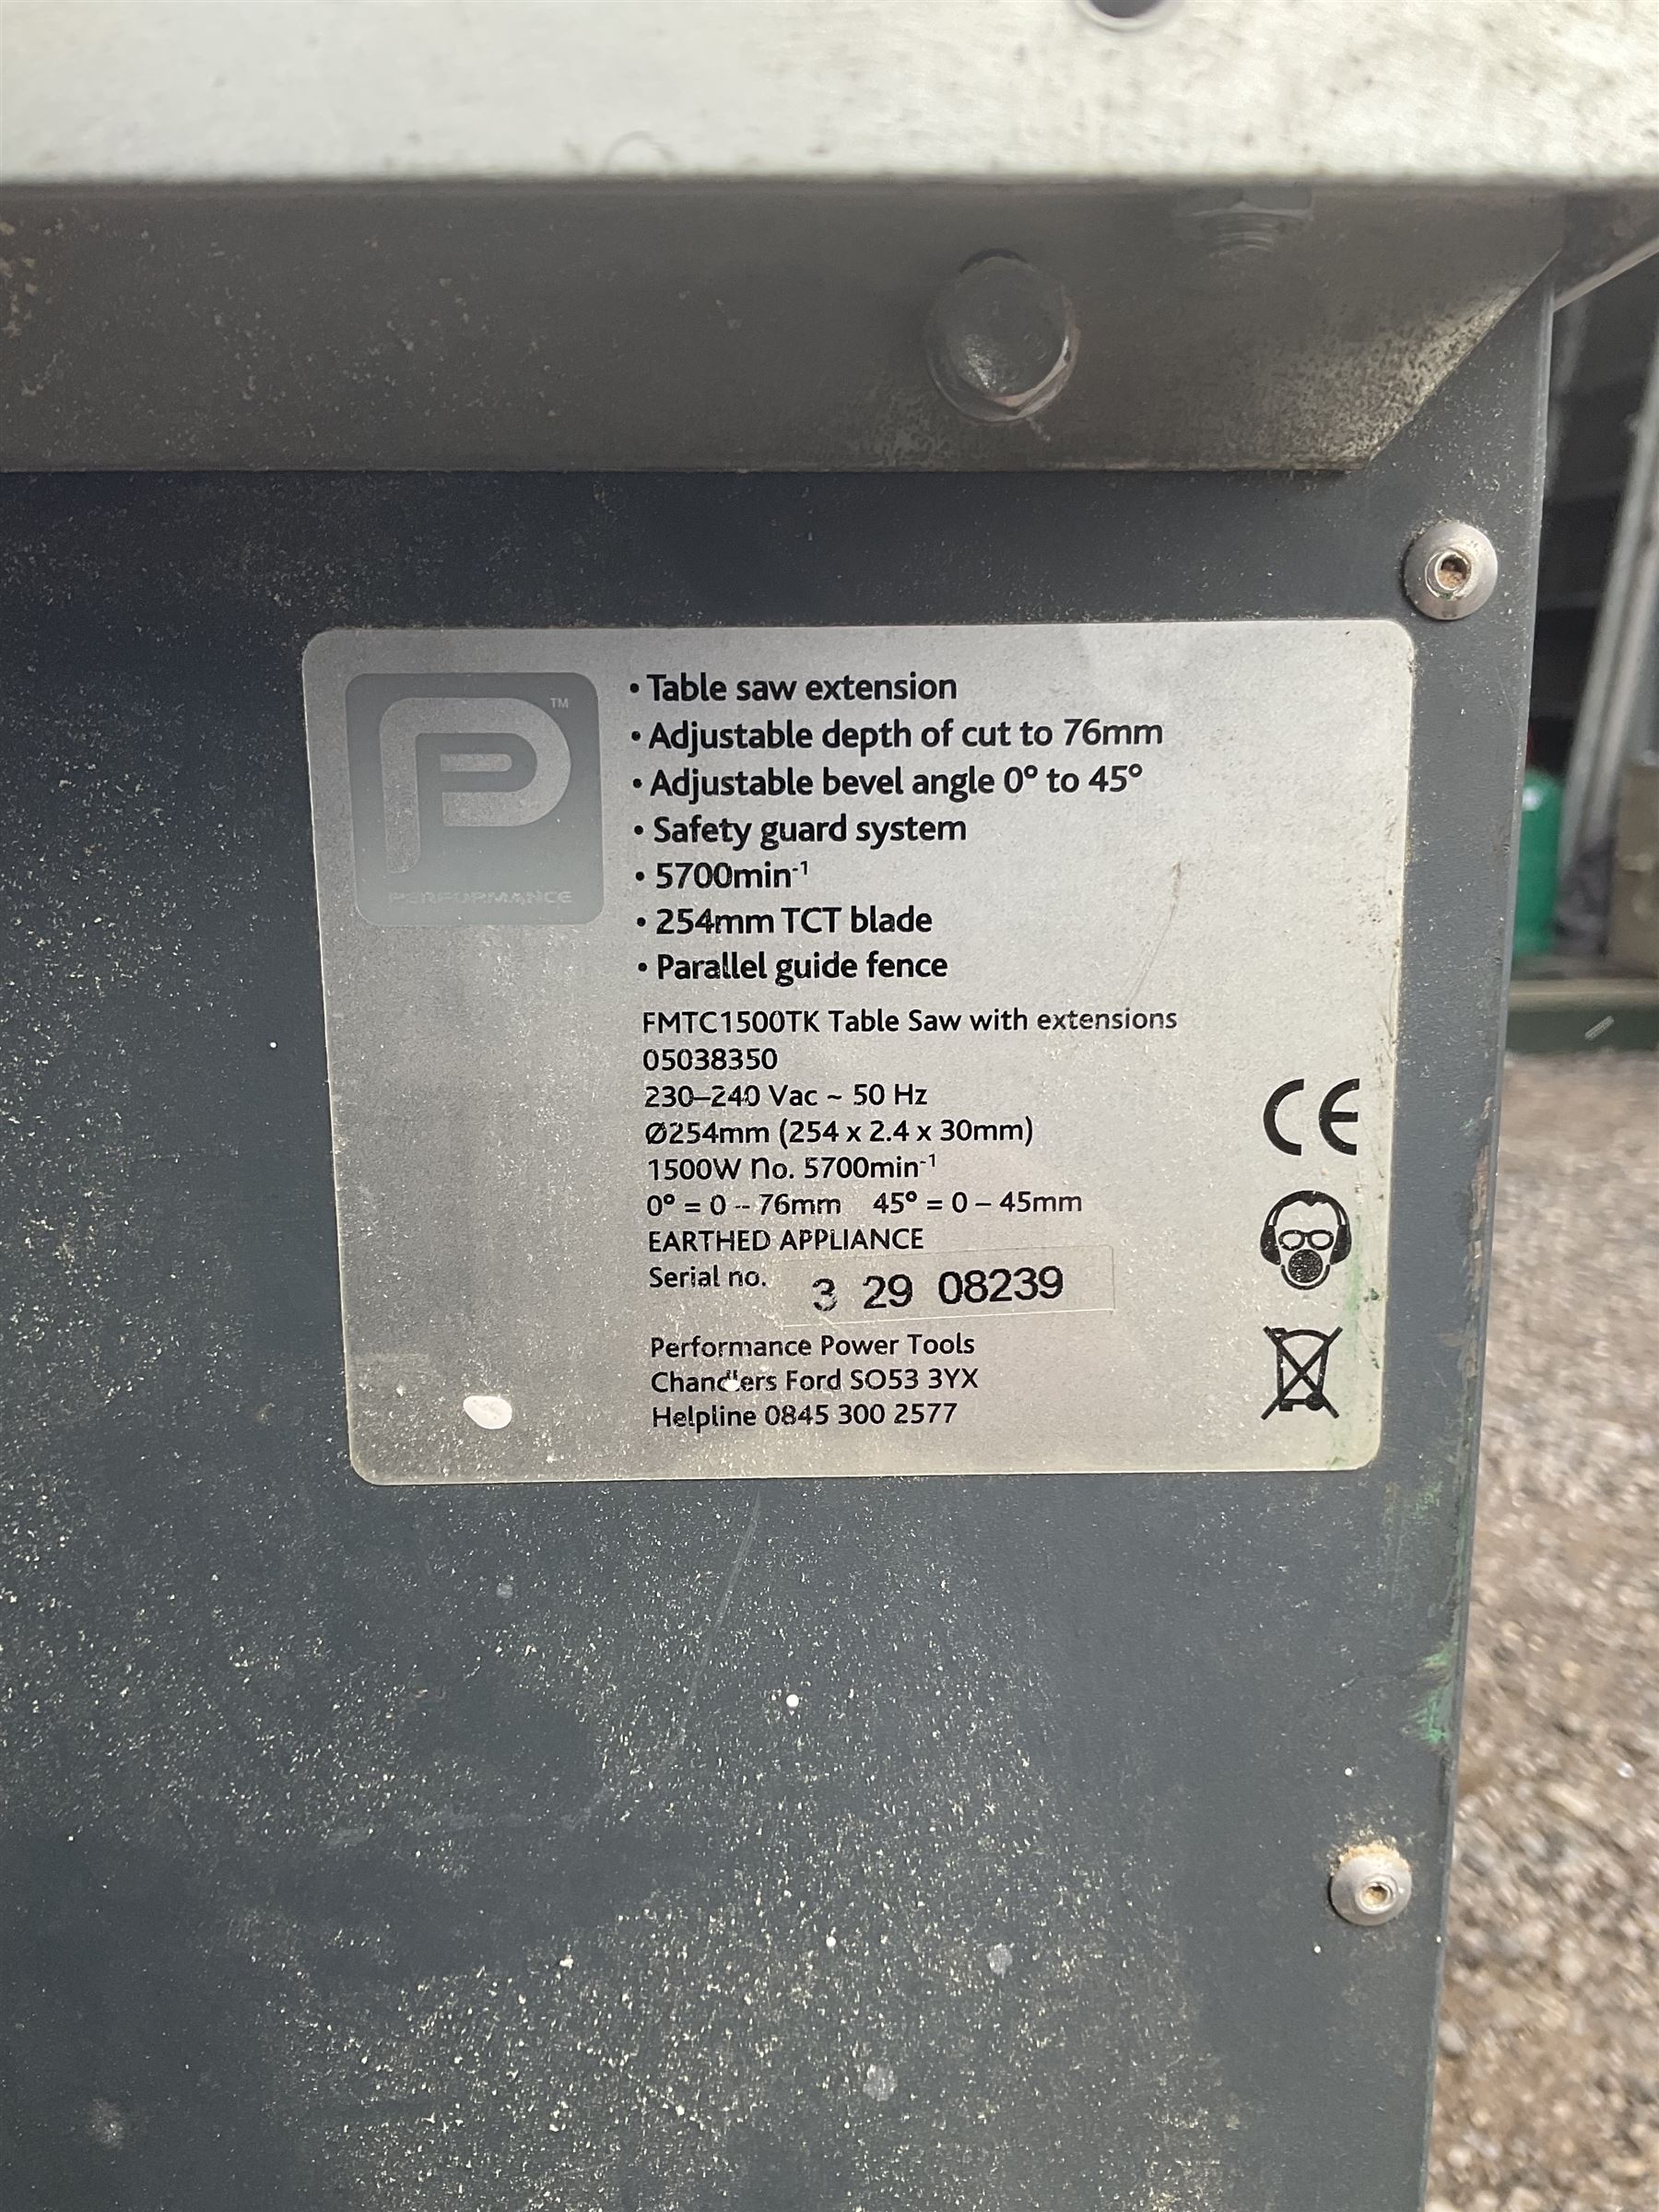 TM
PERFORMANCE
• Table saw extension
• Adjustable depth of cut to 76mm
• Adjustable bevel angle 0° to 45°
• Safety guard system
• 5700min⁻¹
• 254mm TCT blade
• Parallel guide fence
FMTC1500TK Table Saw with extensions
05038350
230–240 Vac ~ 50 Hz
Ø254mm (254 x 2.4 x 30mm)
1500W no. 5700min⁻¹
0° = 0 – 76mm 45° = 0 – 45mm
EARTHED APPLIANCE
Serial no. 3 29 08239
Performance Power Tools
Chandlers Ford SO53 3YX
Helpline 0845 300 2577
CE